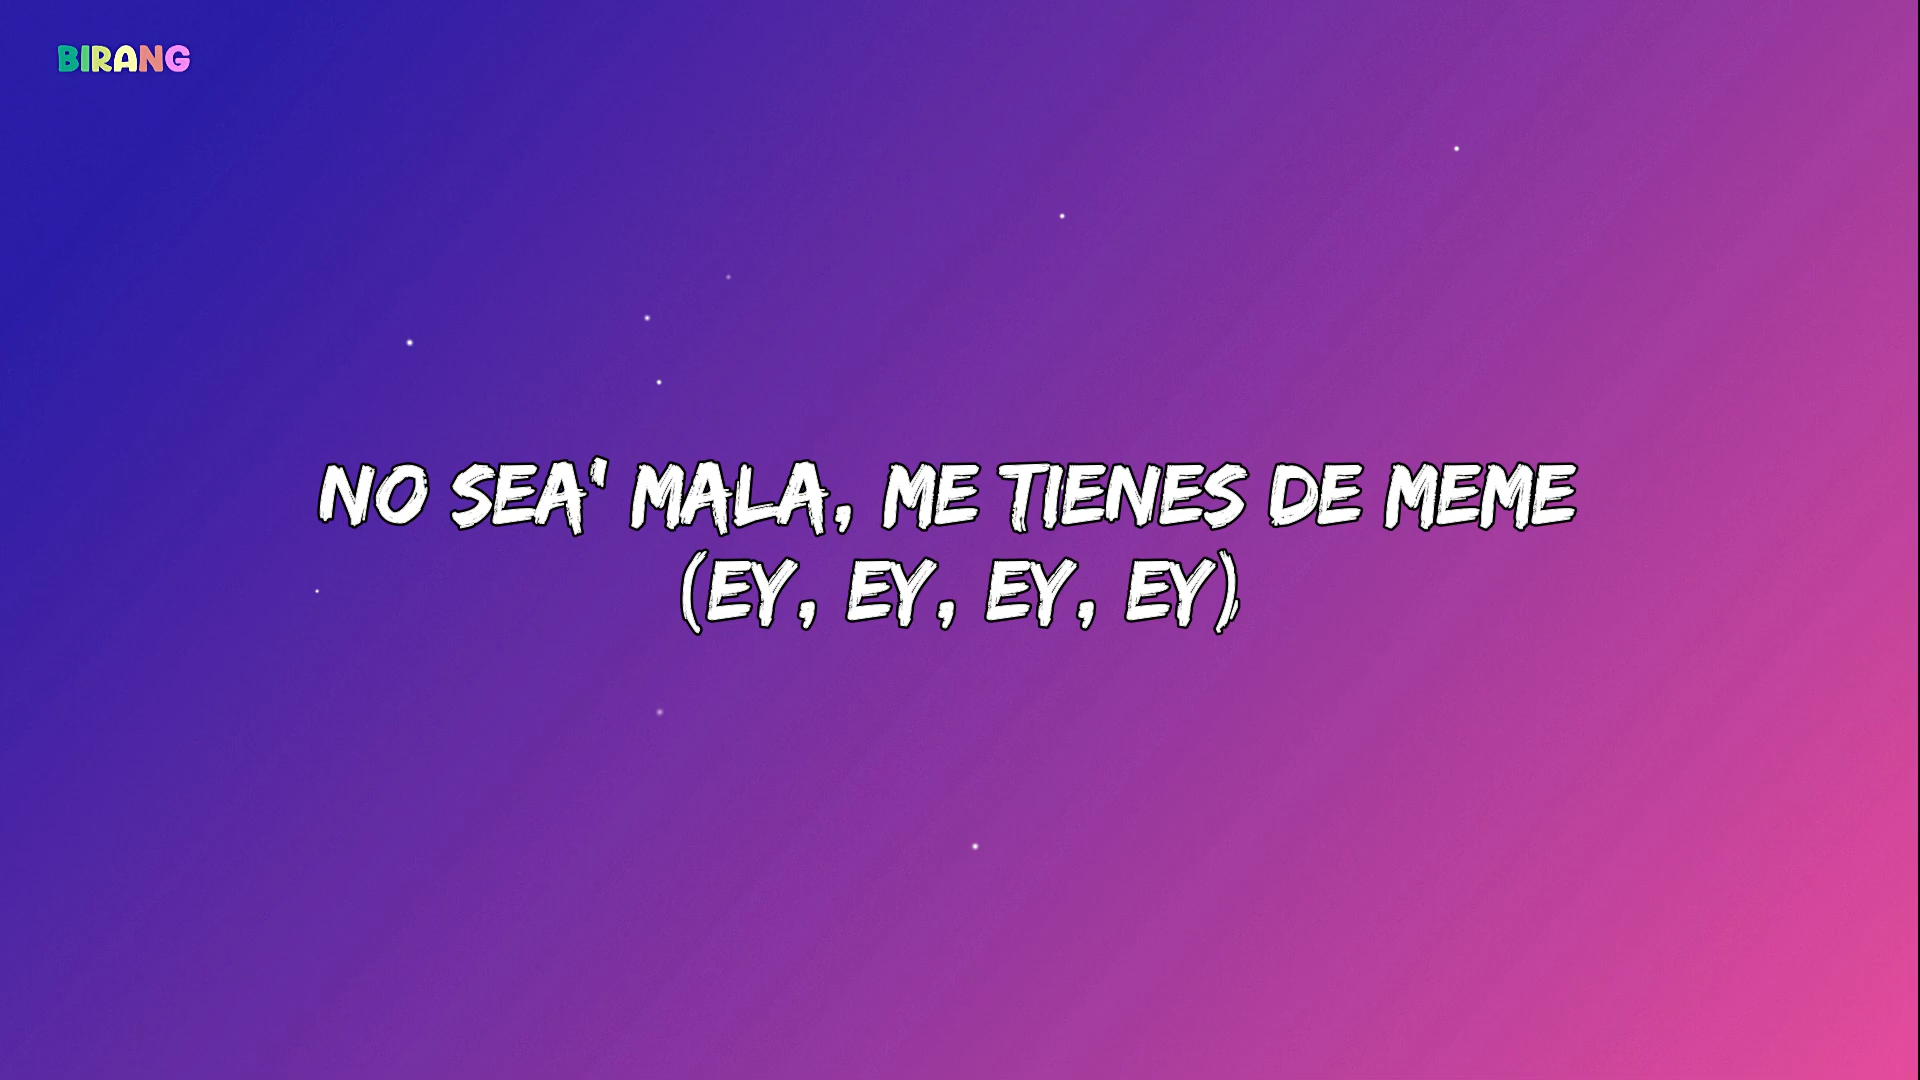 BIRANG
NO SEA' MALA, ME TIENES DE MEME
(EY, EY, EY, EY)